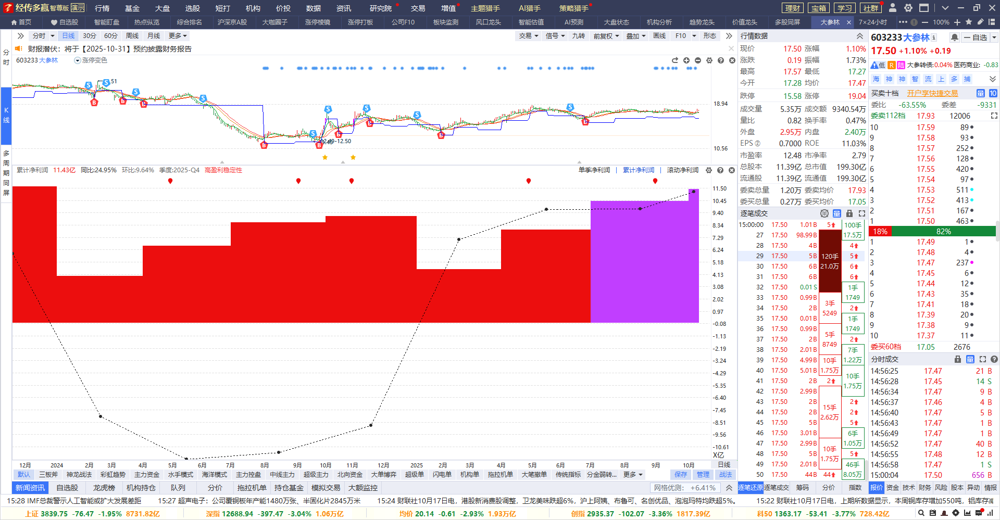 经传多赢 智尊版 演示 行情 基金 大盘 选股 短打 机构 价投 数据 资讯 研究院 交易 增值 主题猎手 AI猎手 策略猎手 理财 宝箱 学习 社群
首页 自选股 智能盯盘 热点纵览 综合排名 沪深京A股 大咖圈子 涨停棱镜 涨停打板 公司F10 板块监测 风口龙头 智能估值 AI预测 大盘状态 机构分析 趋势龙头 价值龙头 多股同屏 大参林 × 7×24小时 100%
分时 日线 30分 60分 周线 月线 更多 交易 信号 九转 前复权 叠加 画线 F10 形态
分时
K线
多周期同屏
财报潜伏：将于【2025-10-31】预约披露财务报告
603233 大参林 涨停变色
.51
12.49-12.50
18.94
10.56
累计净利润 11.43亿 同比:24.95% 环比:9.64% 季度:2025-Q4 高盈利稳定性 单季净利润 | 累计净利润 | 滚动净利润
11.50
10.45
9.40
8.34
7.29
6.24
5.18
4.13
3.08
2.02
0.97
-0.08
-1.13
-2.19
-3.24
-4.29
-5.35
-6.40
-7.45
-8.51
-9.56
-10.61
X亿
12月 2024 2月 3月 4月 5月 6月 7月 8月 9月 10月 11月 12月 2025 2月 3月 4月 5月 6月 7月 8月 9月 10月 日线
默认 三板斧 神龙战法 彩虹趋势 主力资金 水手模式 海洋模式 主力控盘 中线主力 超级主力 北向资金 大单博弈 超级单 闪电单 机构单 拖拉机单 大笔撤单 传统指标 分金弱转... 更多 保存 管理 战法
新闻资讯 自选股 龙虎榜 机构持仓 队列 分价 拖拉机单 持仓基金 模拟交易 大额监控 网格优测: +6.41%
行情数据
现价 17.50 涨幅 1.10%
涨跌 0.19 振幅 1.73%
最高 17.57 最低 17.27
今开 17.28 均价 17.47
跌停 15.58 涨停 19.04
成交量 5.35万 成交额 9340.54万
量比 0.82 换手率 0.47%
外盘 2.95万 内盘 2.40万
EPS② 0.7000 ROE 11.03%
市盈率 12.48 市净率 2.79
总股本 11.39亿 总市值 199.30亿
流通股 11.39亿 流通值 199.30亿
委卖总量 1.20万 委卖均价 17.93
委买总量 0.27万 委买均价 17.05
逐笔成交 单 量
15:00:00 17.50 1.01B 5
27 17.50 98.99B
28 17.50 4B 4
29 17.50 5B 5
30 17.50 6B 6
31 17.50 6B 6
32 17.50 0.01S
33 17.50 0.99B
34 17.50 2B 2
35 17.50 0.01B
36 17.50 0.99B
37 17.50 2B 2
38 17.50 2.01B
39 17.50 4.99B
40 17.50 5.01B
41 17.50 2B 2
42 17.50 2.99B
43 17.50 2B 2
44 17.50 2B 2
45 17.50 5B 5
46 17.50 3.01B
47 17.50 2.99B
48 17.50 5B 5
49 17.50 2.01B
50 17.50 44B 44
120手
21.0万
3手
5249
5手
8749
10手
1.75万
15手
2.62万
10手
1.75万
100手
17.5万
1手
1749
1手
1749
7手
1.22万
10手
1.75万
6手
1.05万
46手
8.05万
逐笔还原 逐笔成交 筹码 分价 指数
603233 大参林 自选
17.50 +1.10% +0.19
低 R 陆 大参转债: 0.04% 医药商业: -0.83
海 神 神 智 流 上 多 捕
买卖十档 开户享快捷交易 量 10
委比 -63.55% 委差 -9331
委卖112档 17.93 12006
10 17.59 89
9 17.58 93
8 17.57 252
7 17.56 128
6 17.55 420
5 17.54 97
4 17.53 511
3 17.52 413
2 17.51 167
1 17.50 463
18% 82%
1 17.49 1
2 17.48 4
3 17.47 237
4 17.45 6
5 17.44 12
6 17.43 35
7 17.41 18
8 17.39 20
9 17.38 9
10 17.37 11
委买60档 17.05 2676
分时成交 量
14:56:25 17.47 21 B
14:56:28 17.45 14 S
14:56:34 17.47 9 B
14:56:37 17.46 4 B
14:56:40 17.47 5 B
14:56:43 17.47 1 B
14:56:49 17.47 1 B
14:56:52 17.47 40 B
14:56:55 17.48 12 B
14:56:58 17.47 1 S
15:00:04 17.50 656 B
报价 资金 技术 财务 风险 股本 异动 情报
15:28 IMF总裁警示人工智能或扩大发展差距 15:27 超声电子：公司覆铜板年产能1480万张、半固化片2845万米 15:24 财联社10月17日电，港股新消费股调整，卫龙美味跌超6%，沪上阿姨、布鲁可、名创优品、泡泡玛特均跌超5%。 15:22 财联社10月17日电，上期所数据显示，本周铜库存增加550吨，铝库存
上证 3839.75 -76.47 -1.95% 8731.82亿 深指 12688.94 -397.47 -3.04% 1.06万亿 均价 20.14 -0.61 -2.93% 1.93万亿 创指 2935.37 -102.07 -3.36% 1817.39亿 科50 1363.17 -53.41 -3.77% 728.42亿